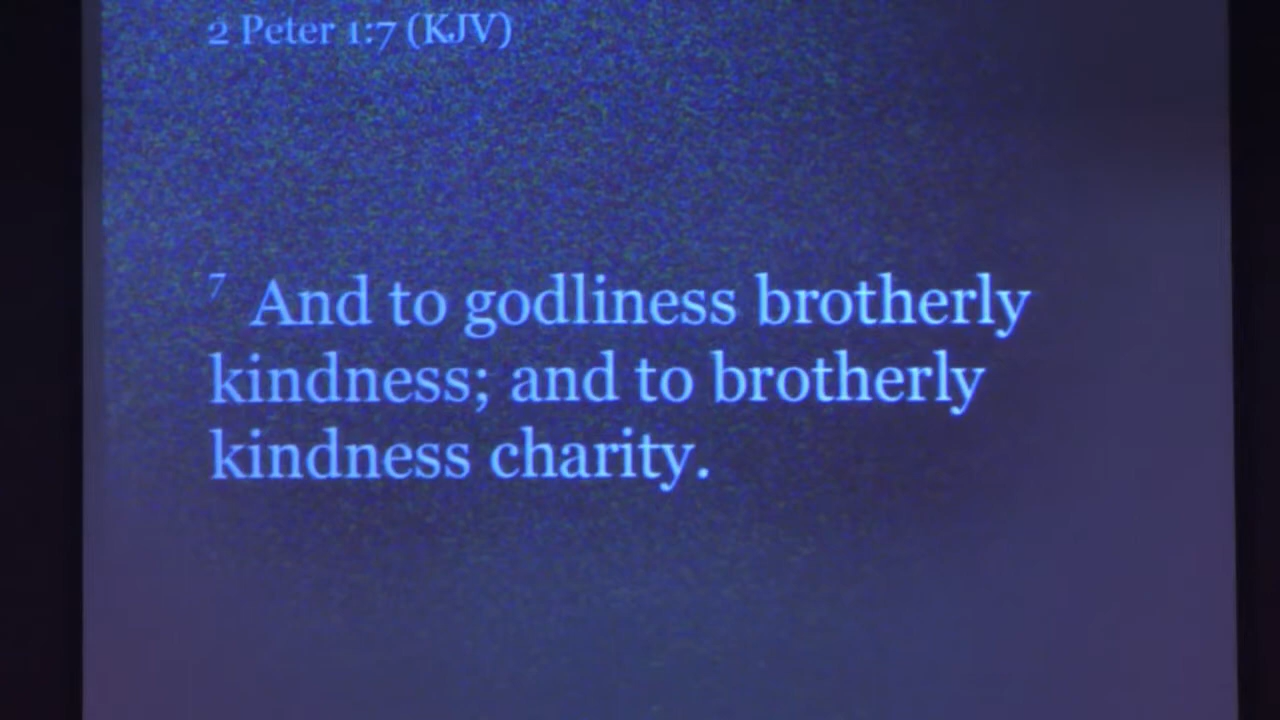 2 Peter 1:7 (KJV)
7 And to godliness brotherly
kindness; and to brotherly
kindness charity.